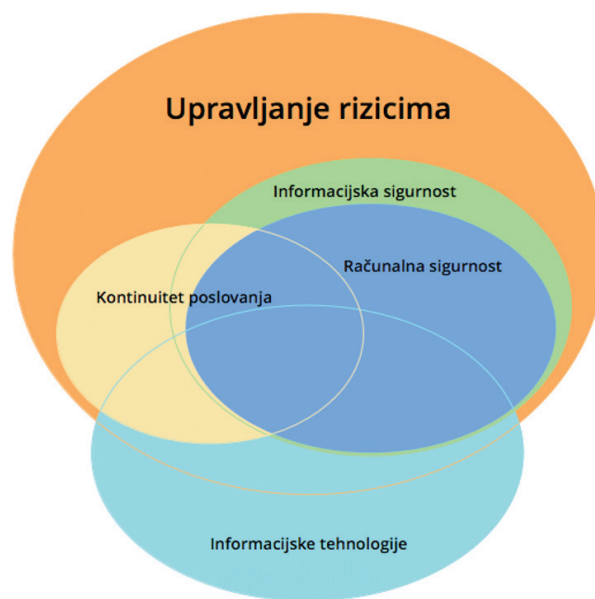 Upravljanje rizicima
Informacijska sigurnost
Računalna sigurnost
Kontinuitet poslovanja
Informacijske tehnologije